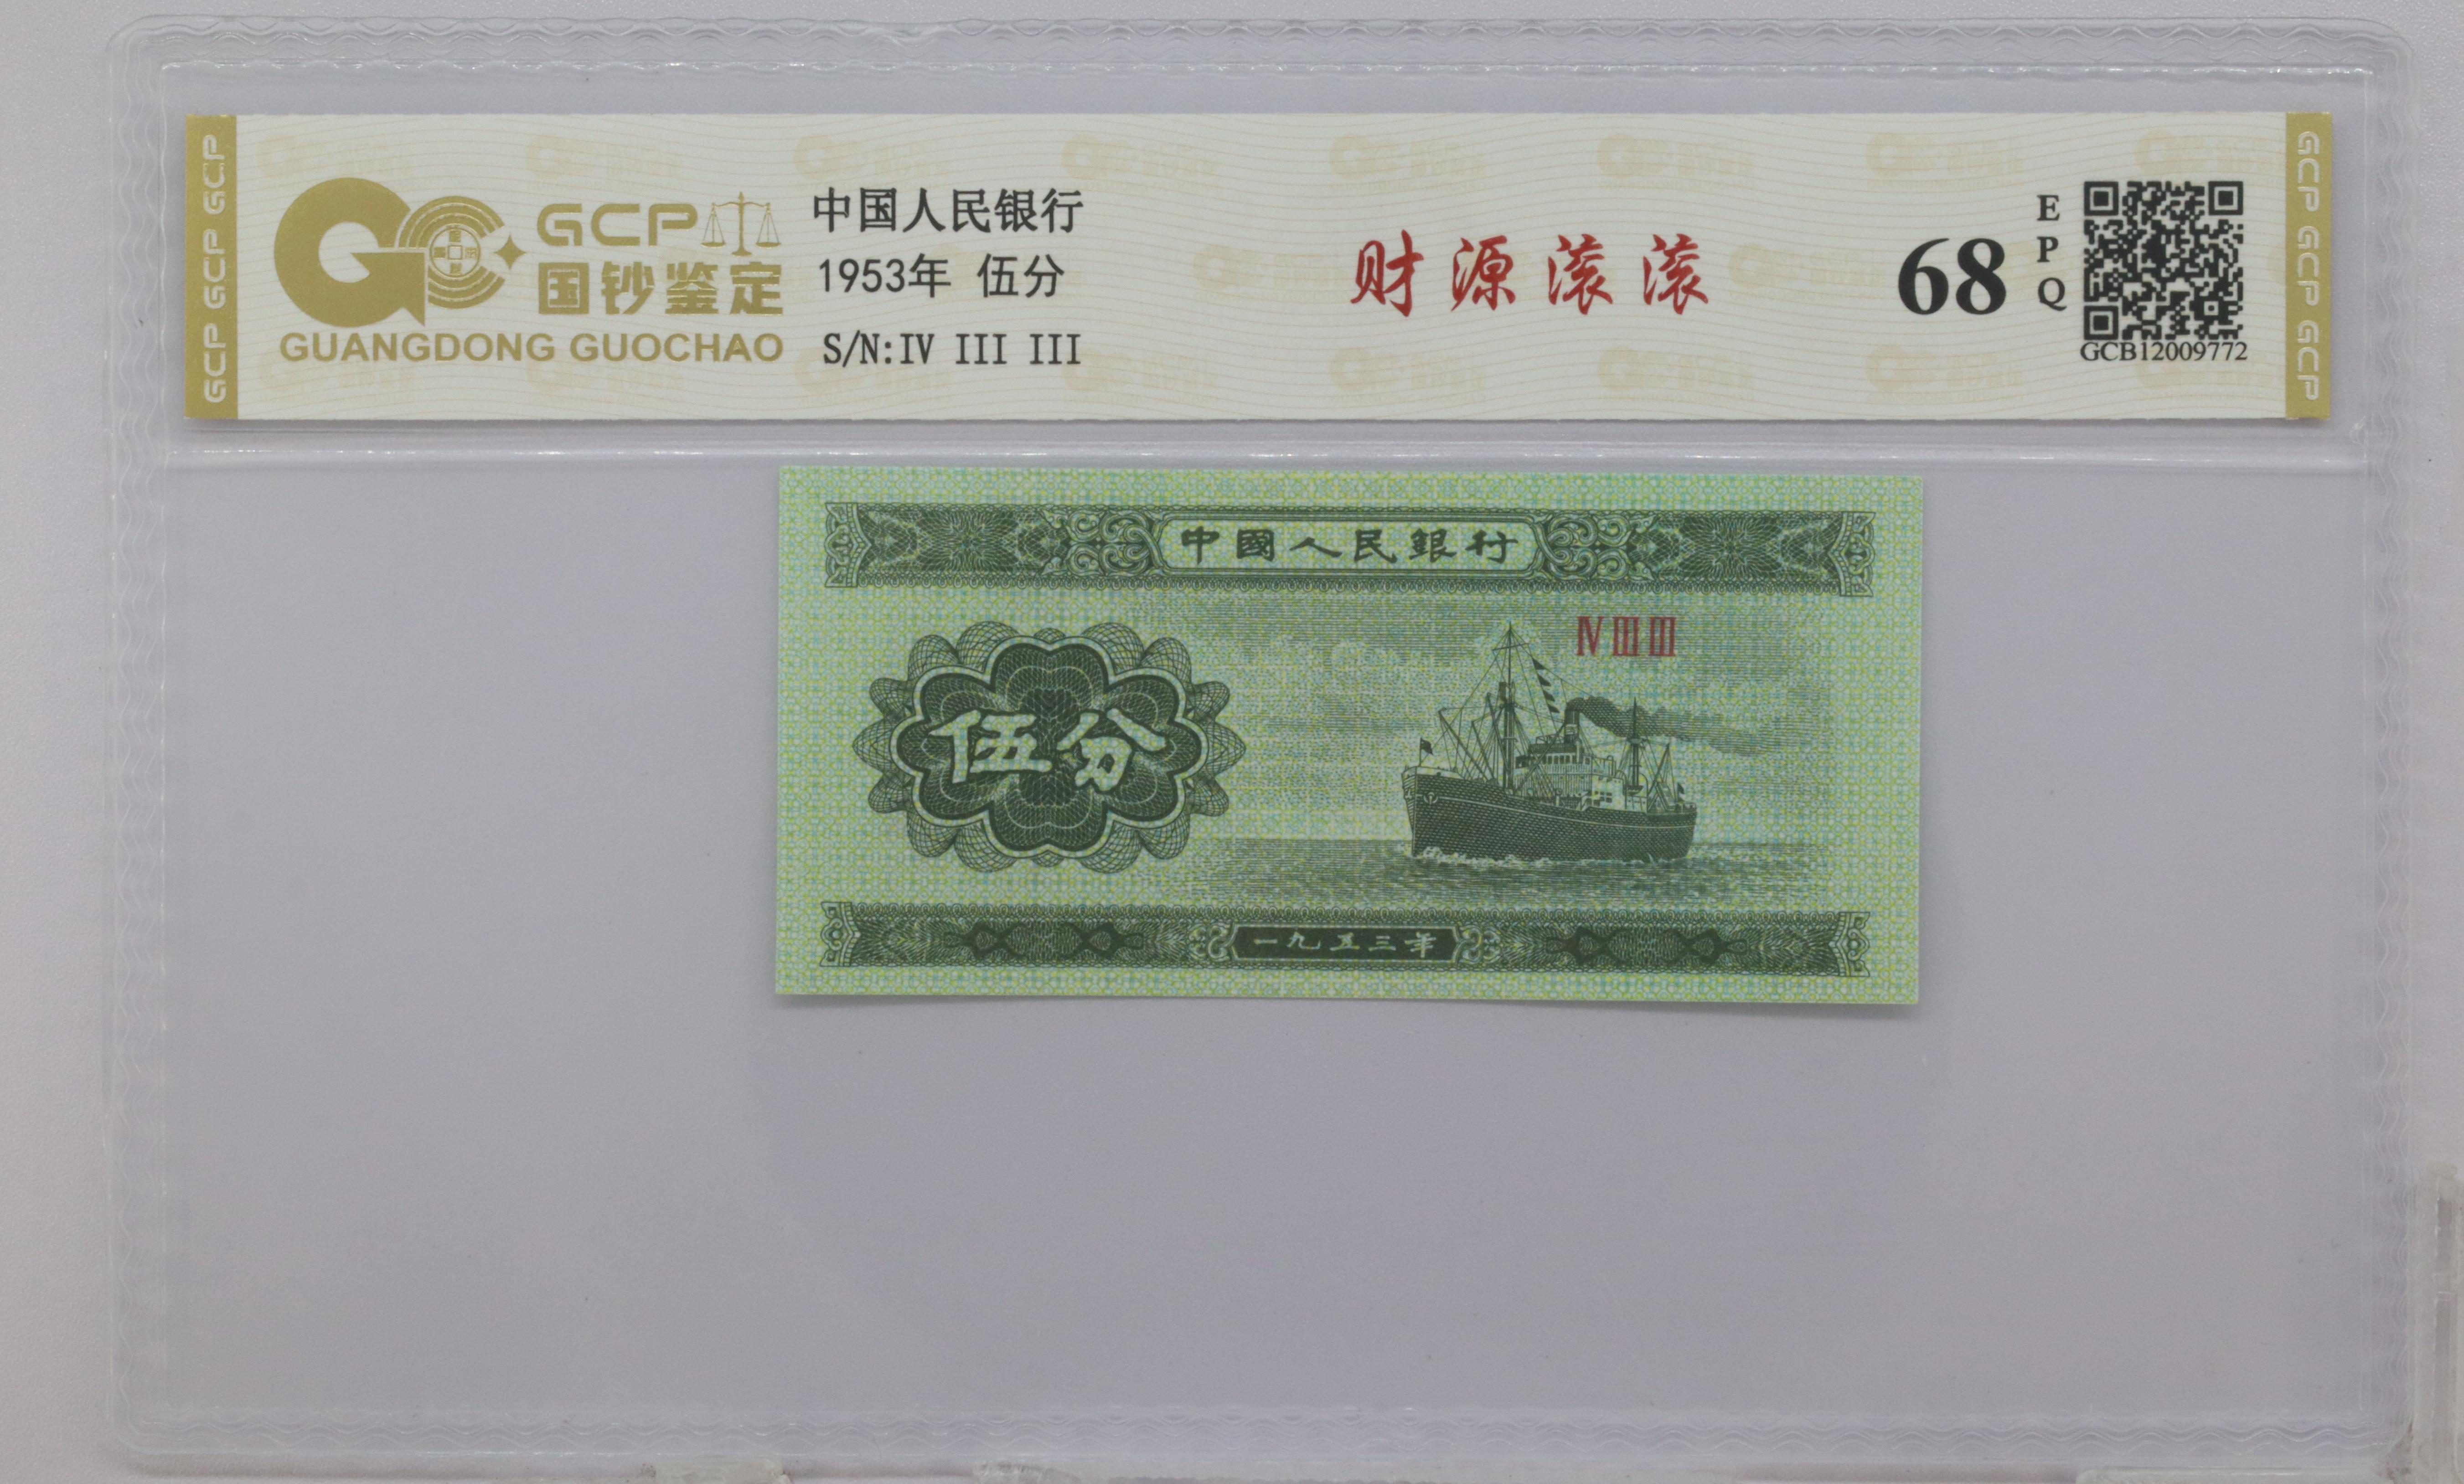 GCP GCP GCP
GCP
国钞鉴定
GUANGDONG GUOCHAO
中国人民银行
1953年 伍分
S/N:IV III III
财源滚滚
68
EPQ
GCB12009772
GCP GCP GCP
中國人民銀行
IV III III
伍分
一九五三年